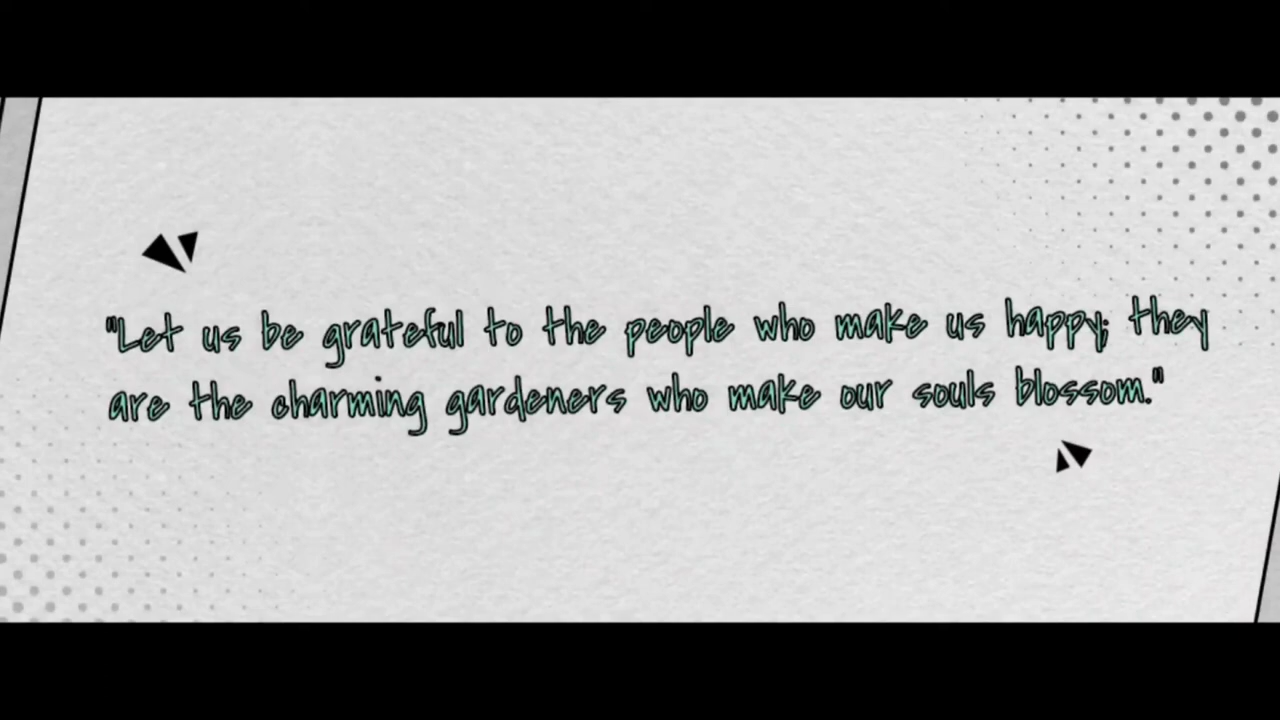 "Let us be grateful to the people who make us happy; they
are the charming gardeners who make our souls blossom."